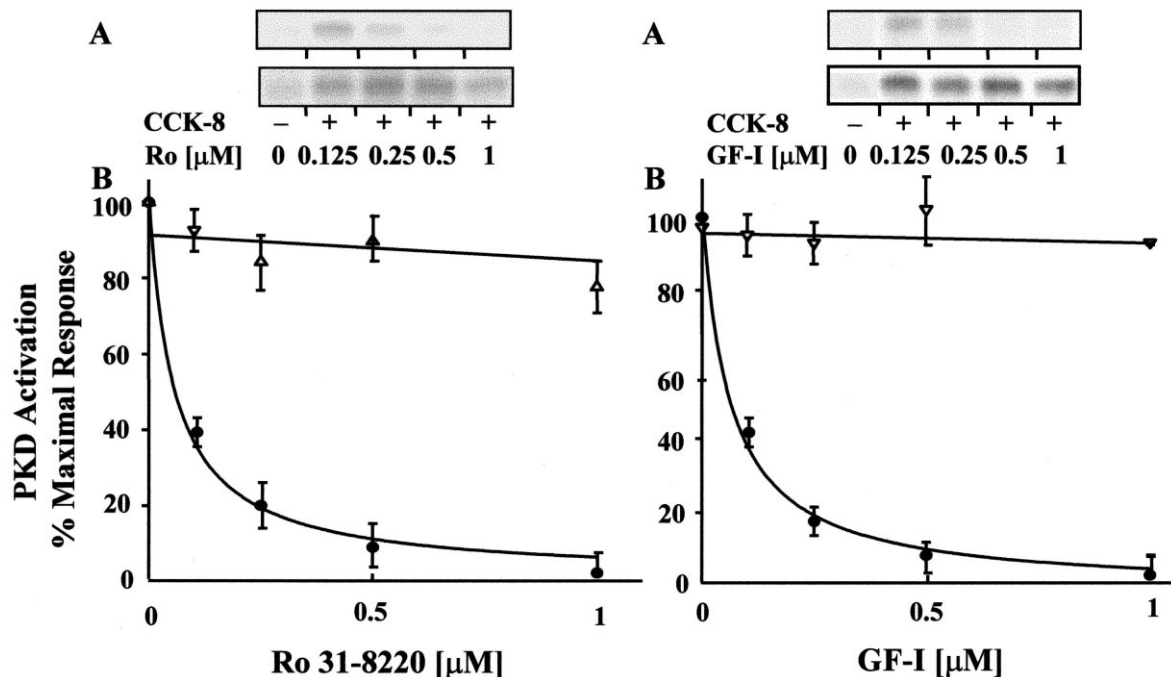 A
CCK-8 – + + + +
Ro [μM] 0 0.125 0.25 0.5 1
B
100
80
60
40
20
0
0 0.5 1
Ro 31-8220 [μM]
PKD Activation
% Maximal Response
A
CCK-8 – + + + +
GF-I [μM] 0 0.125 0.25 0.5 1
B
100
80
60
40
20
0
0 0.5 1
GF-I [μM]